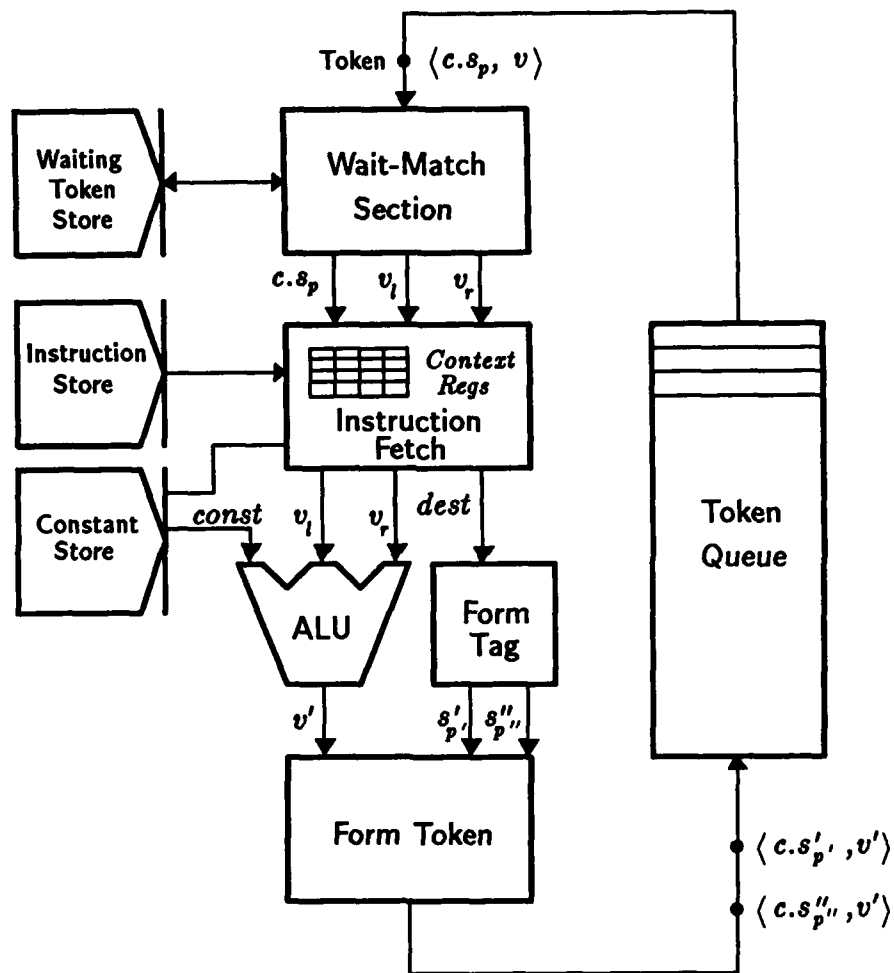 Token ⟨c.s_p, v⟩
Waiting
Token
Store
Wait-Match
Section
c.s_p v_l v_r
Instruction
Store
Context
Regs
Instruction
Fetch
Constant
Store
const v_l v_r dest
Token
Queue
ALU
Form
Tag
v' s'_p' s''_p''
Form Token
⟨c.s'_p', v'⟩
⟨c.s''_p'', v'⟩